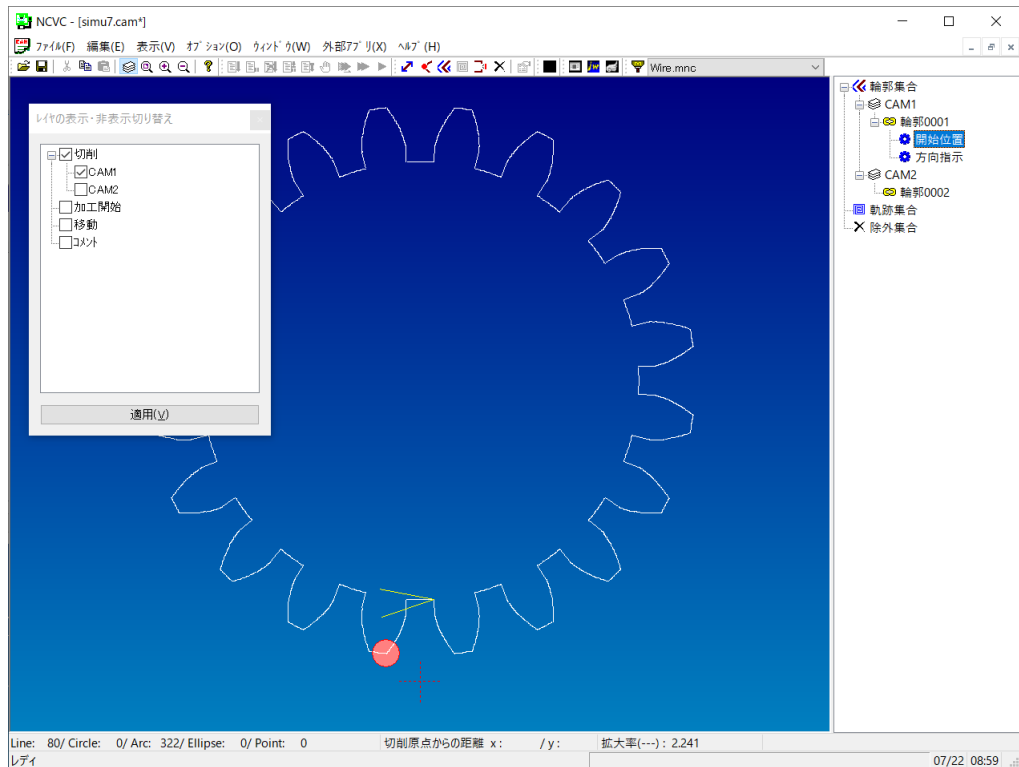 NCVC - [simu7.cam*]
ファイル(F) 編集(E) 表示(V) オプション(O) ウィンドウ(W) 外部アプリ(X) ヘルプ(H)
Wire.mnc
レイヤの表示・非表示切り替え
切削
CAM1
CAM2
加工開始
移動
コメント
適用(V)
輪郭集合
CAM1
輪郭0001
開始位置
方向指示
CAM2
輪郭0002
軌跡集合
除外集合
Line: 80/ Circle: 0/ Arc: 322/ Ellipse: 0/ Point: 0 切削原点からの距離 x: /y: 拡大率(---) : 2.241
レディ 07/22 08:59